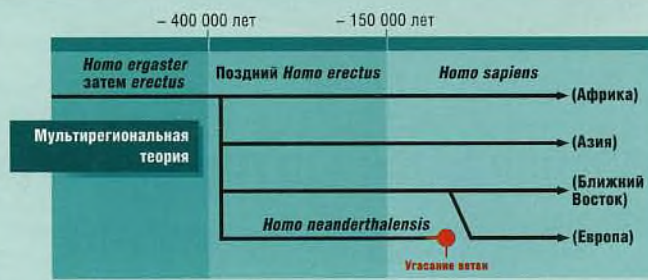 – 400 000 лет
– 150 000 лет
Homo ergaster
затем erectus
Поздний Homo erectus
Homo sapiens
(Африка)
Мультирегиональная
теория
(Азия)
(Ближний
Восток)
Homo neanderthalensis
(Европа)
Угасание ветви